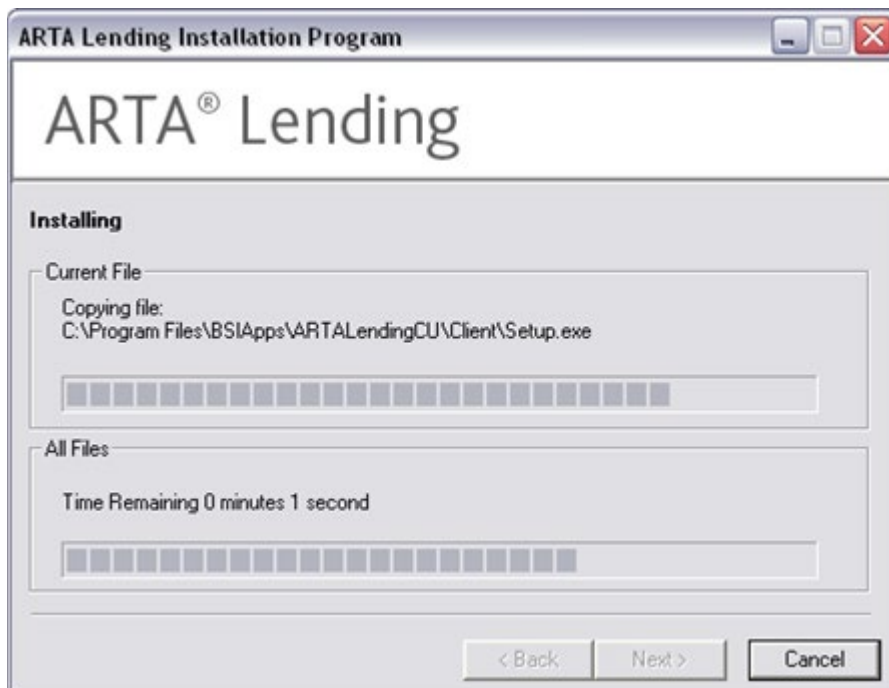 ARTA Lending Installation Program
ARTA® Lending
Installing
Current File
Copying file:
C:\Program Files\BSIApps\ARTALendingCU\Client\Setup.exe
All Files
Time Remaining 0 minutes 1 second
< Back
Next >
Cancel